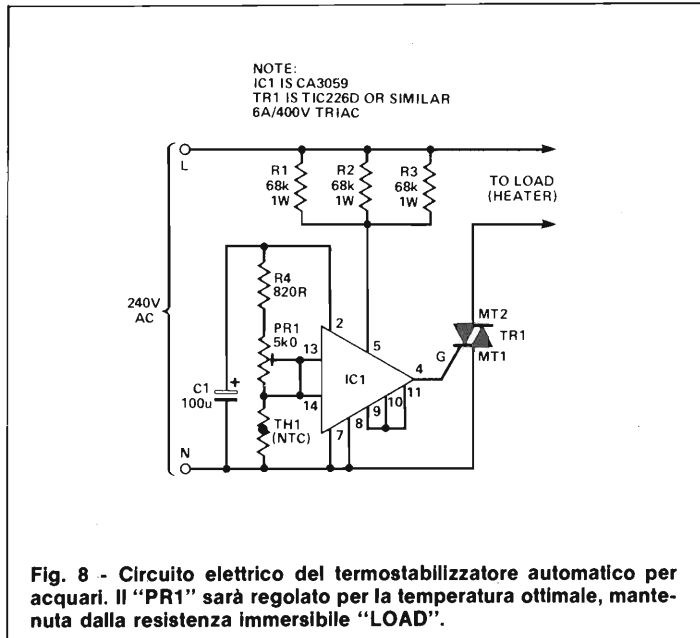 NOTE:
IC1 IS CA3059
TR1 IS TIC226D OR SIMILAR
6A/400V TRIAC
L
R1
68k
1W
R2
68k
1W
R3
68k
1W
TO LOAD
(HEATER)
R4
820R
240V
AC
PR1
5k0
2
13
5
MT2
TR1
MT1
G
4
IC1
11
10
9
8
14
C1
100u
+
TH1
(NTC)
7
N
Fig. 8 - Circuito elettrico del termostabilizzatore automatico per
acquari. Il "PR1" sarà regolato per la temperatura ottimale, mante-
nuta dalla resistenza immersibile "LOAD".